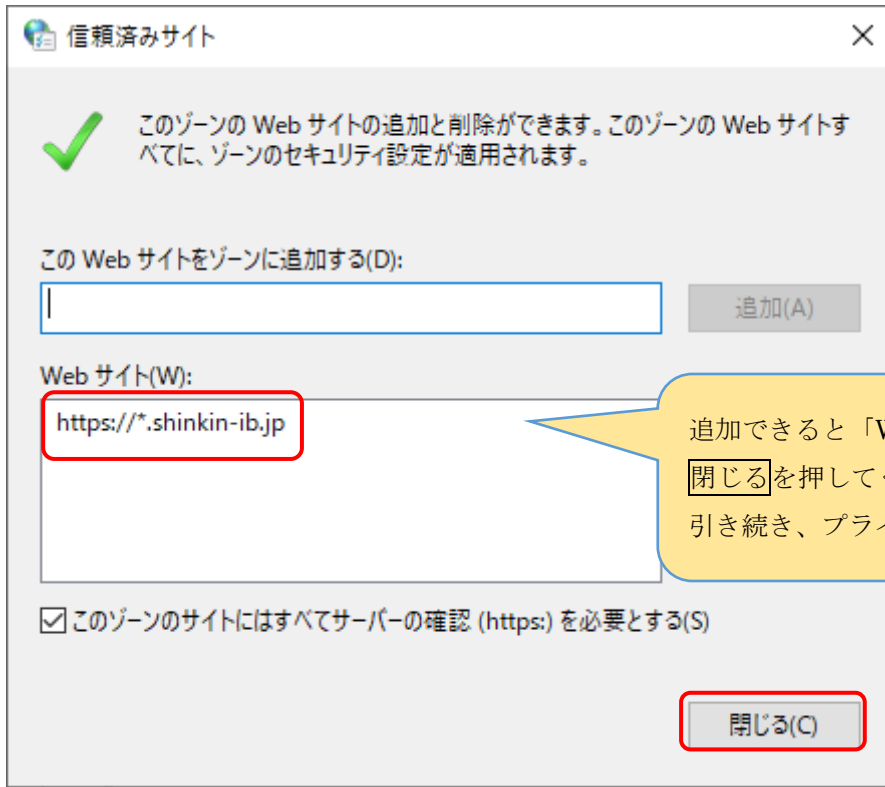 信頼済みサイト
このゾーンの Web サイトの追加と削除ができます。このゾーンの Web サイトす
べてに、ゾーンのセキュリティ設定が適用されます。
この Web サイトをゾーンに追加する(D):
追加(A)
Web サイト(W):
https://*.shinkin-ib.jp
追加できると「W
閉じるを押して
引き続き、プライ
このゾーンのサイトにはすべてサーバーの確認 (https:) を必要とする(S)
閉じる(C)